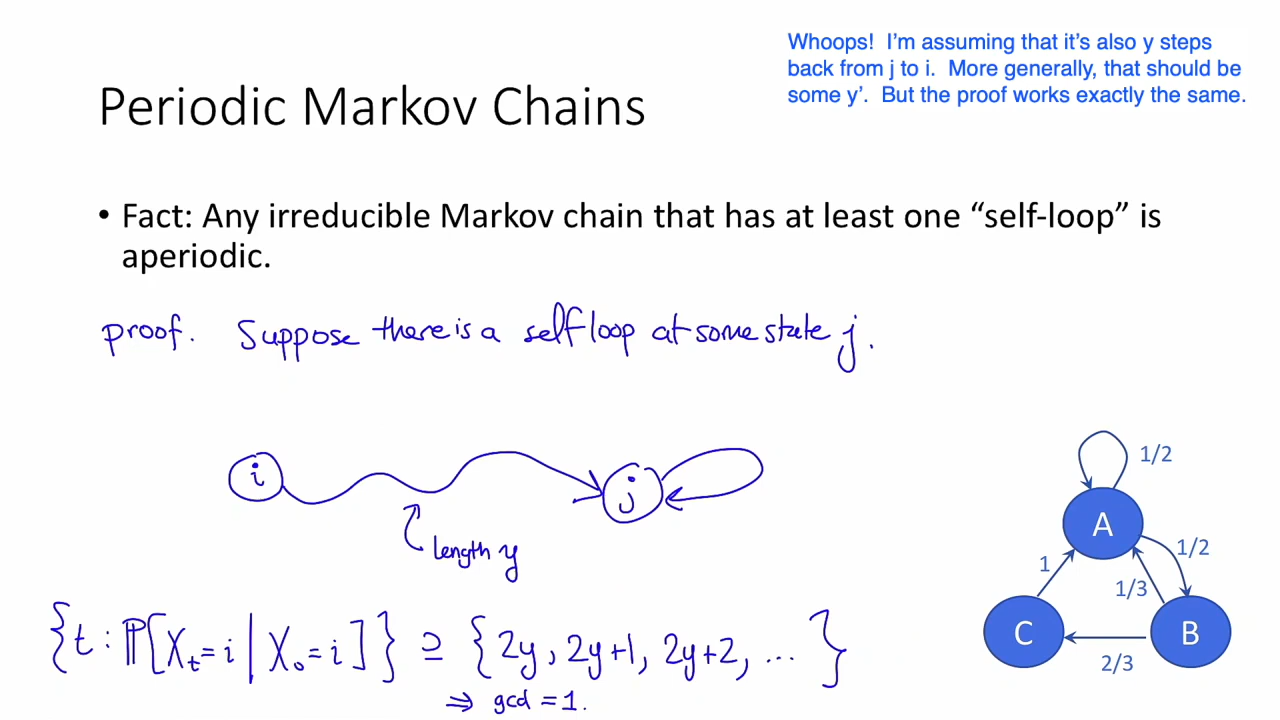 Whoops! I'm assuming that it's also y steps
back from j to i. More generally, that should be
some y'. But the proof works exactly the same.
Periodic Markov Chains
• Fact: Any irreducible Markov chain that has at least one “self-loop” is
aperiodic.
proof. Suppose there is a self loop at some state j.
i
j
length y
{t : ℙ[X_t = i | X_0 = i]} ⊇ {2y, 2y+1, 2y+2, ...}
⇒ gcd = 1.
1/2
A
1/2
1
1/3
C
B
2/3